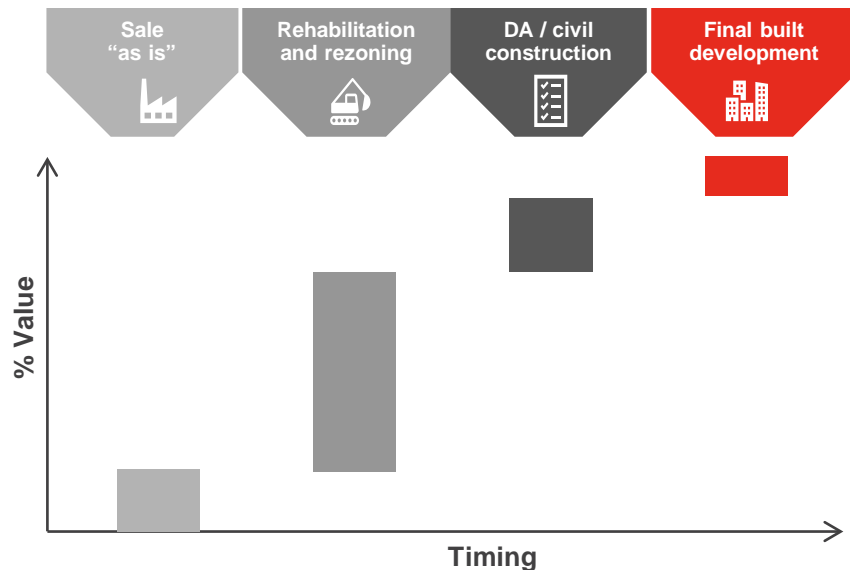 Sale
“as is”
Rehabilitation
and rezoning
DA / civil
construction
Final built
development
% Value
Timing